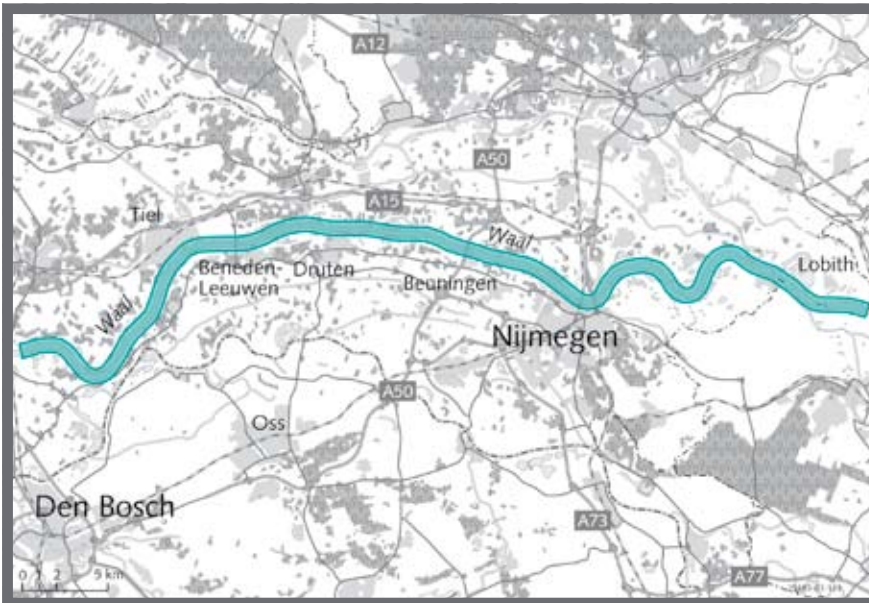 A12
A50
A15
Tiel
Waal
Lobith
Beneden-
Leeuwen
Druten
Beuningen
Waal
Nijmegen
A50
Oss
Den Bosch
A73
A77
0 1 2 5 km